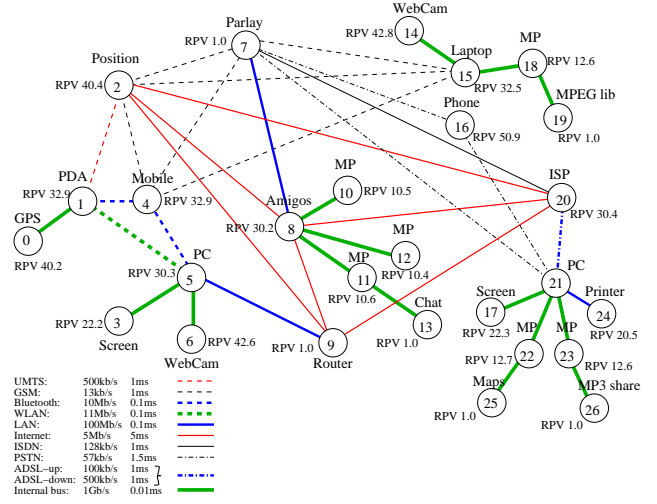 WebCam
Parlay
RPV 1.0 7
RPV 42.8 14
Laptop
MP
Position
15
18 RPV 12.6
RPV 32.5
RPV 40.4 2
MPEG lib
Phone
19
16
RPV 50.9
RPV 1.0
PDA
Mobile
MP
ISP
RPV 32.9
1
4 RPV 32.9
10 RPV 10.5
20
GPS
Amigos
RPV 30.4
0
RPV 30.2 8
MP
12
RPV 40.2
PC
MP
RPV 10.4
RPV 30.3
5
11
PC
Screen
21
Printer
RPV 10.6
Chat
RPV 22.2 3
17
MP
MP
24
13
RPV 22.3
RPV 20.5
Screen
6 RPV 42.6
RPV 1.0 9
RPV 1.0
RPV 12.7 22
23 RPV 12.6
WebCam
Router
Maps
MP3 share
RPV 1.0 25
RPV 1.0 26
UMTS: 500kb/s 1ms
GSM: 13kb/s 1ms
Bluetooth: 10Mb/s 0.1ms
WLAN: 11Mb/s 0.1ms
LAN: 100Mb/s 0.1ms
Internet: 5Mb/s 5ms
ISDN: 128kb/s 1ms
PSTN: 57kb/s 1.5ms
ADSL-up: 100kb/s 1ms
ADSL-down: 500kb/s 1ms
Internal bus: 1Gb/s 0.01ms